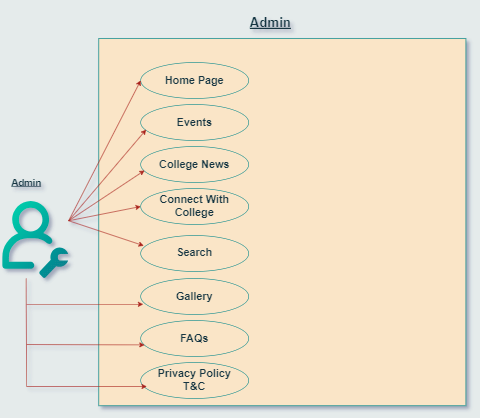 Admin
Home Page
Events
College News
Admin
Connect With
College
Search
Gallery
FAQs
Privacy Policy
T&C